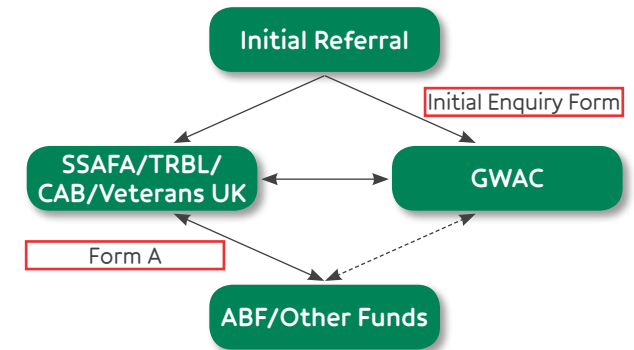 Initial Referral
Initial Enquiry Form
SSAFA/TRBL/
CAB/Veterans UK
GWAC
Form A
ABF/Other Funds